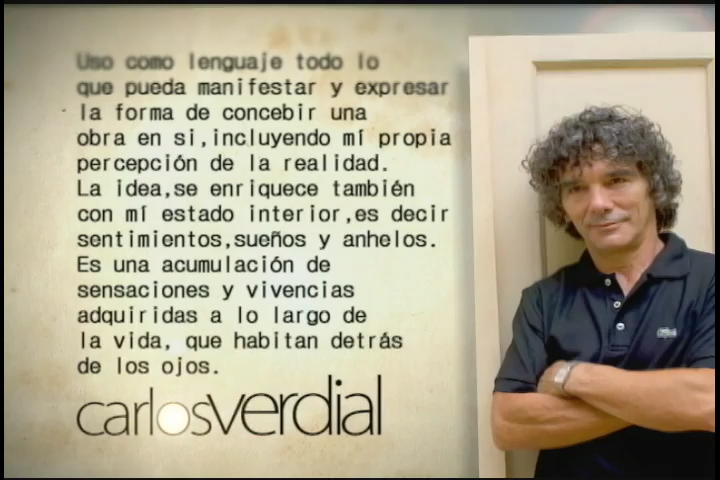 Uso como lenguaje todo lo
que pueda manifestar y expresar
la forma de concebir una
obra en si,incluyendo mí propia
percepción de la realidad.
La idea,se enriquece también
con mí estado interior,es decir
sentimientos,sueños y anhelos.
Es una acumulación de
sensaciones y vivencias
adquiridas a lo largo de
la vida, que habitan detrás
de los ojos.
carlosverdial